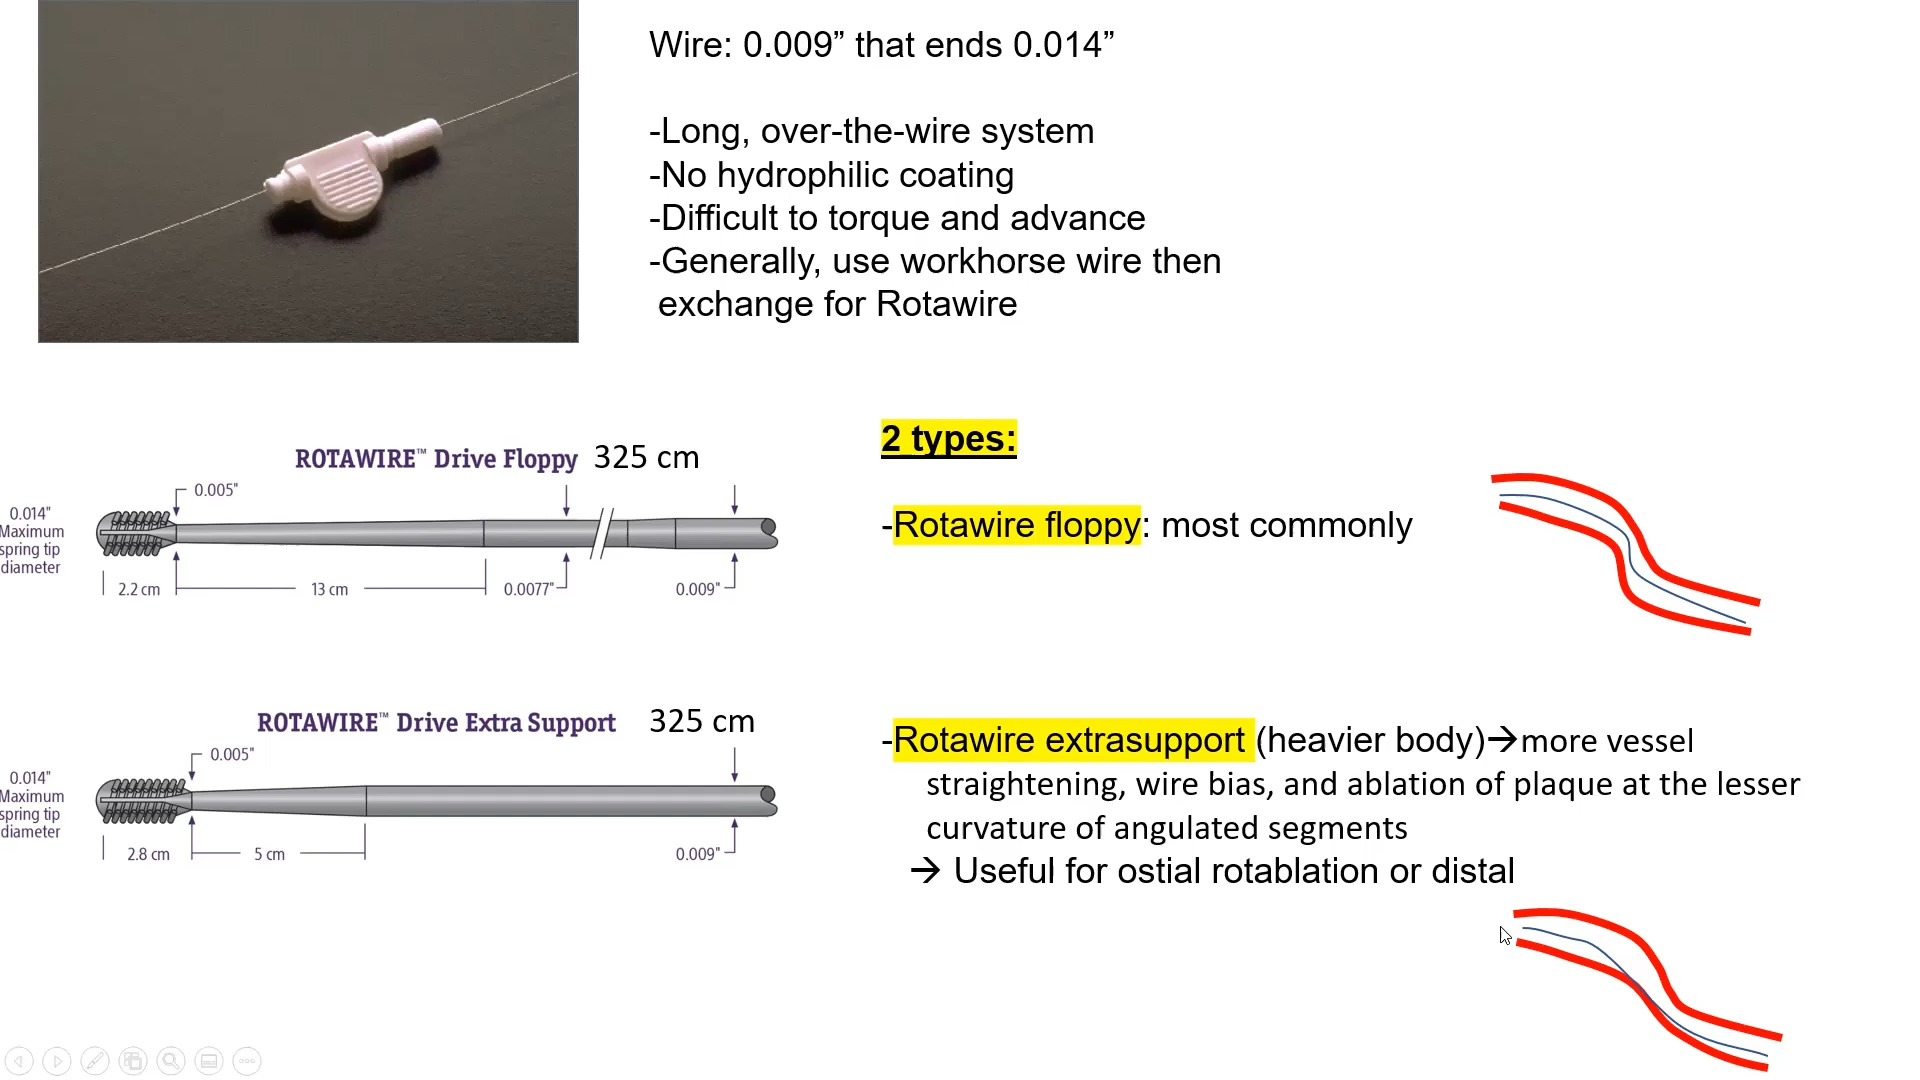 Wire: 0.009” that ends 0.014”
-Long, over-the-wire system
-No hydrophilic coating
-Difficult to torque and advance
-Generally, use workhorse wire then
exchange for Rotawire
ROTAWIRE™ Drive Floppy 325 cm
0.005"
0.014"
Maximum
spring tip
diameter
2.2 cm
13 cm
0.0077"
0.009"
2 types:
-Rotawire floppy: most commonly
ROTAWIRE™ Drive Extra Support 325 cm
0.005"
0.014"
Maximum
spring tip
diameter
2.8 cm
5 cm
0.009"
-Rotawire extrasupport (heavier body)→more vessel
straightening, wire bias, and ablation of plaque at the lesser
curvature of angulated segments
→ Useful for ostial rotablation or distal